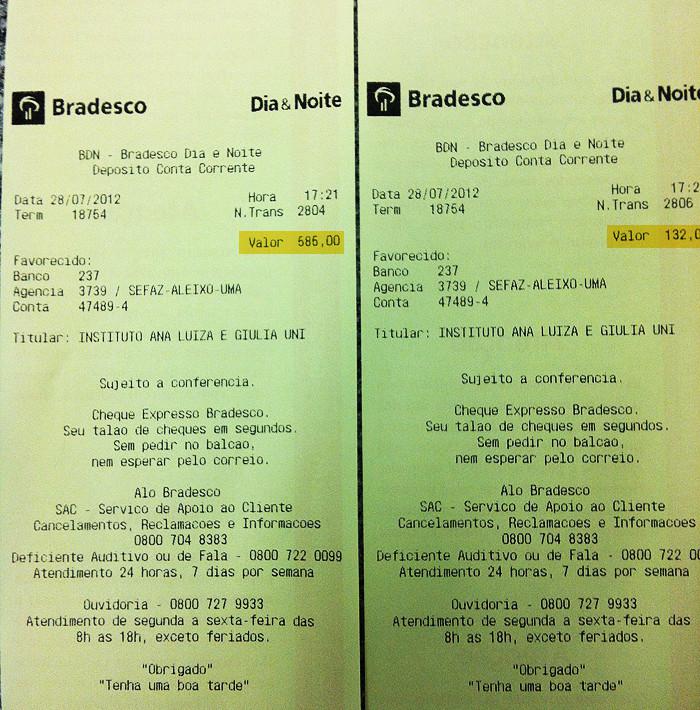 Bradesco Dia & Noite
BDN - Bradesco Dia e Noite
Deposito Conta Corrente
Data 28/07/2012 Hora 17:21
Term 18754 N.Trans 2804
Valor 586,00
Favorecido:
Banco 237
Agencia 3739 / SEFAZ-ALEIXO-UMA
Conta 47489-4
Titular: INSTITUTO ANA LUIZA E GIULIA UNI
Sujeito a conferencia.
Cheque Expresso Bradesco.
Seu talao de cheques em segundos.
Sem pedir no balcao,
nem esperar pelo correio.
Alo Bradesco
SAC - Servico de Apoio ao Cliente
Cancelamentos, Reclamacoes e Informacoes
0800 704 8383
Deficiente Auditivo ou de Fala - 0800 722 0099
Atendimento 24 horas, 7 dias por semana
Ouvidoria - 0800 727 9933
Atendimento de segunda a sexta-feira das
8h as 18h, exceto feriados.
"Obrigado"
"Tenha uma boa tarde"
Bradesco Dia & Noite
BDN - Bradesco Dia e Noite
Deposito Conta Corrente
Data 28/07/2012 Hora 17:2
Term 18754 N.Trans 2806
Valor 132,0
Favorecido:
Banco 237
Agencia 3739 / SEFAZ-ALEIXO-UMA
Conta 47489-4
Titular: INSTITUTO ANA LUIZA E GIULIA UNI
Sujeito a conferencia.
Cheque Expresso Bradesco.
Seu talao de cheques em segundos.
Sem pedir no balcao,
nem esperar pelo correio.
Alo Bradesco
SAC - Servico de Apoio ao Cliente
Cancelamentos, Reclamacoes e Informacoes
0800 704 8383
Deficiente Auditivo ou de Fala - 0800 722 00
Atendimento 24 horas, 7 dias por semana
Ouvidoria - 0800 727 9933
Atendimento de segunda a sexta-feira das
8h as 18h, exceto feriados.
"Obrigado"
"Tenha uma boa tarde"